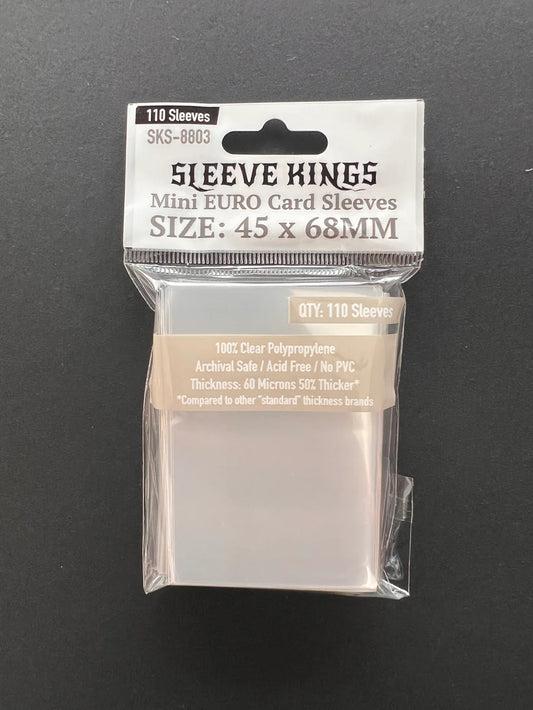 110 Sleeves
SKS-8803
SLEEVE KINGS
Mini EURO Card Sleeves
SIZE: 45 x 68MM
QTY: 110 Sleeves
100% Clear Polypropylene
Archival Safe / Acid Free / No PVC
Thickness: 60 Microns 50% Thicker*
*Compared to other "standard" thickness brands